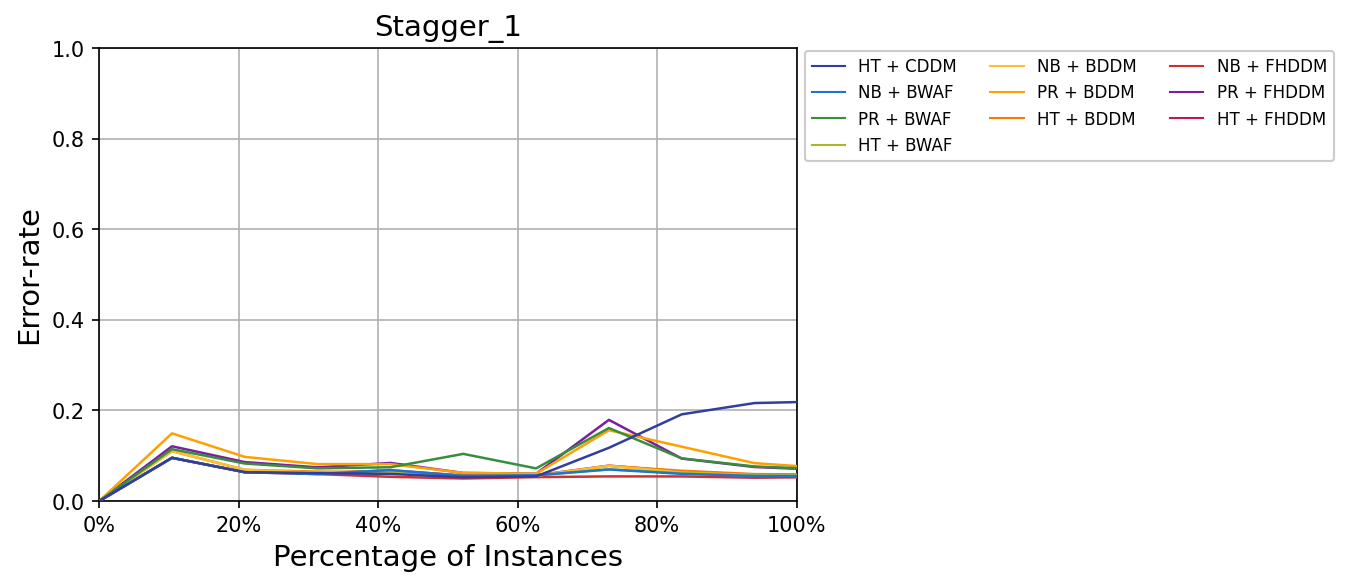 Stagger_1
1.0
0.8
0.6
0.4
0.2
0.0
Error-rate
0% 20% 40% 60% 80% 100%
Percentage of Instances
HT + CDDM
NB + BWAF
PR + BWAF
HT + BWAF
NB + BDDM
PR + BDDM
HT + BDDM
NB + FHDDM
PR + FHDDM
HT + FHDDM